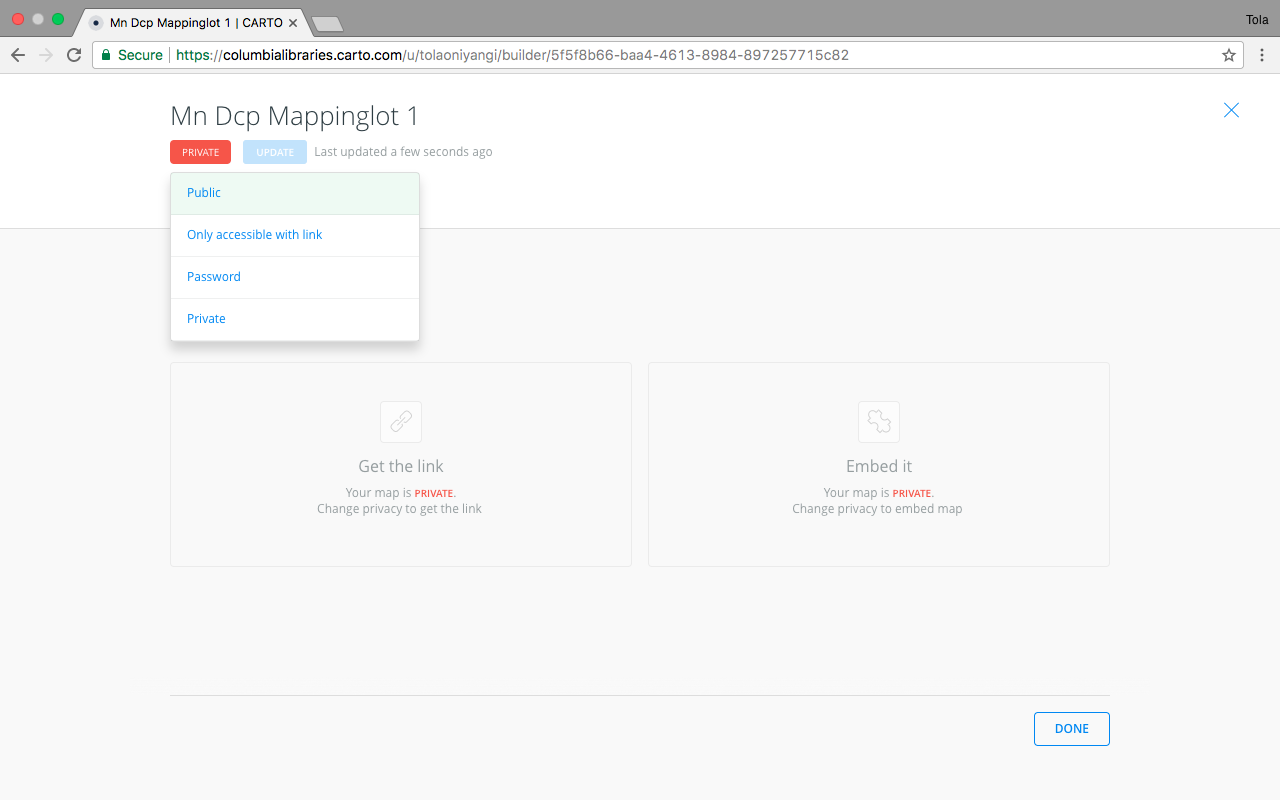 Mn Dcp Mappinglot 1 | CARTO
Tola
Secure
https://columbialibraries.carto.com/u/tolaoniyangi/builder/5f5f8b66-baa4-4613-8984-897257715c82
Mn Dcp Mappinglot 1
PRIVATE
UPDATE
Last updated a few seconds ago
Public
Only accessible with link
Password
Private
Get the link
Your map is PRIVATE.
Change privacy to get the link
Embed it
Your map is PRIVATE.
Change privacy to embed map
DONE